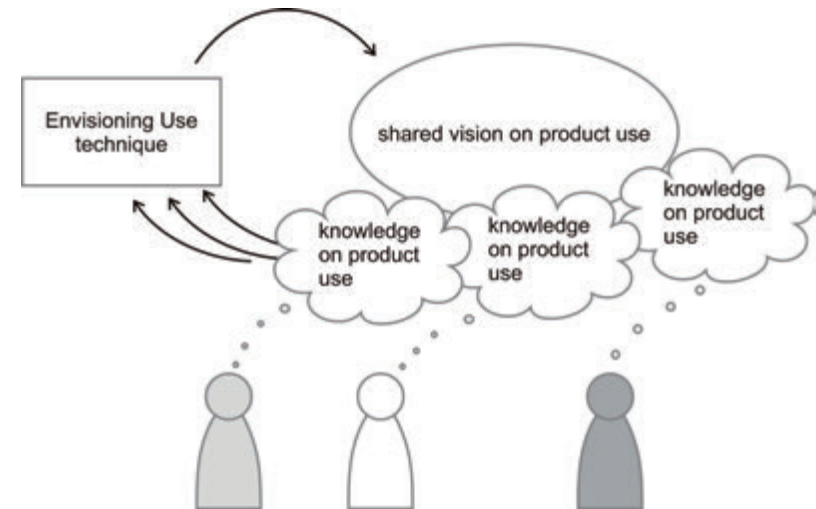 Envisioning Use
technique
shared vision on product use
knowledge
on product
use
knowledge
on product
use
knowledge
on product
use